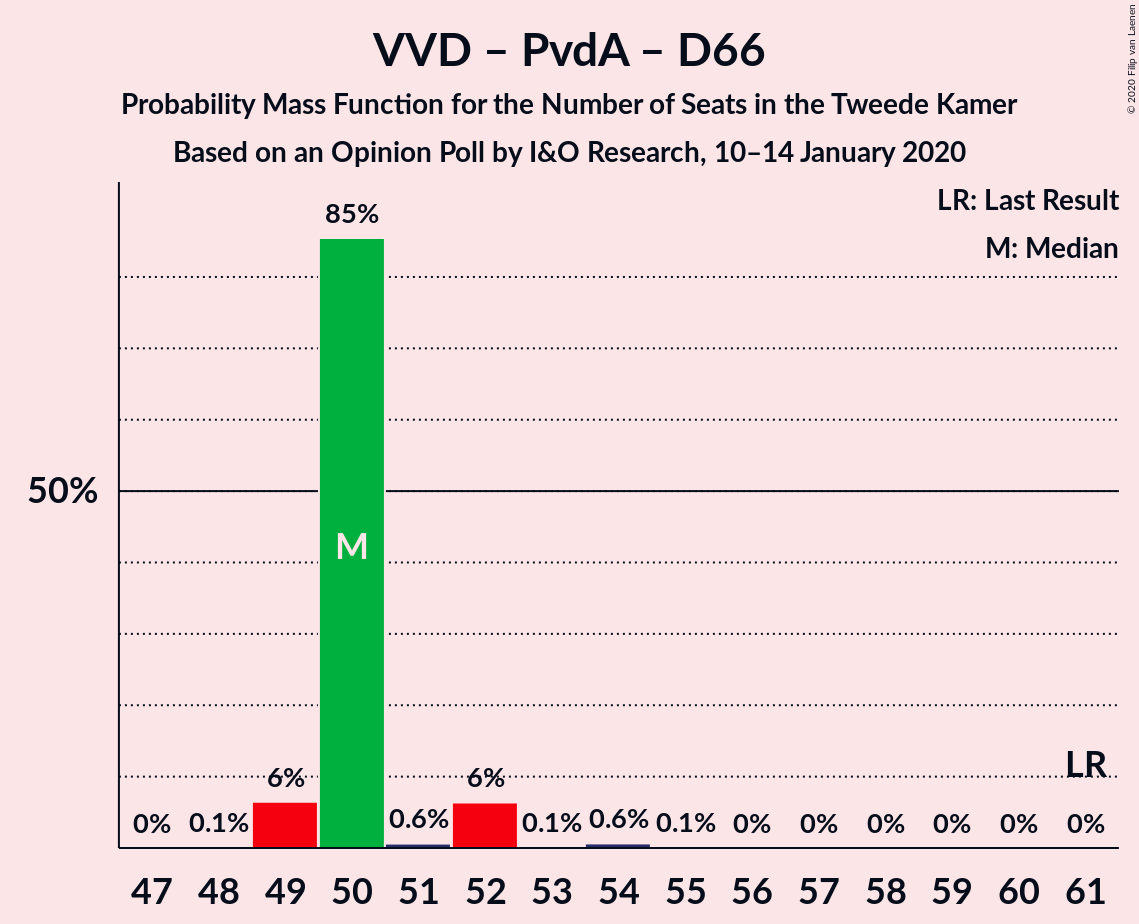 VVD – PvdA – D66
Probability Mass Function for the Number of Seats in the Tweede Kamer
Based on an Opinion Poll by I&O Research, 10–14 January 2020
© 2020 Filip van Laenen
LR: Last Result
M: Median
85%
50%
M
LR
0% 0.1% 6% 0.6% 6% 0.1% 0.6% 0.1% 0% 0% 0% 0% 0% 0%
47 48 49 50 51 52 53 54 55 56 57 58 59 60 61